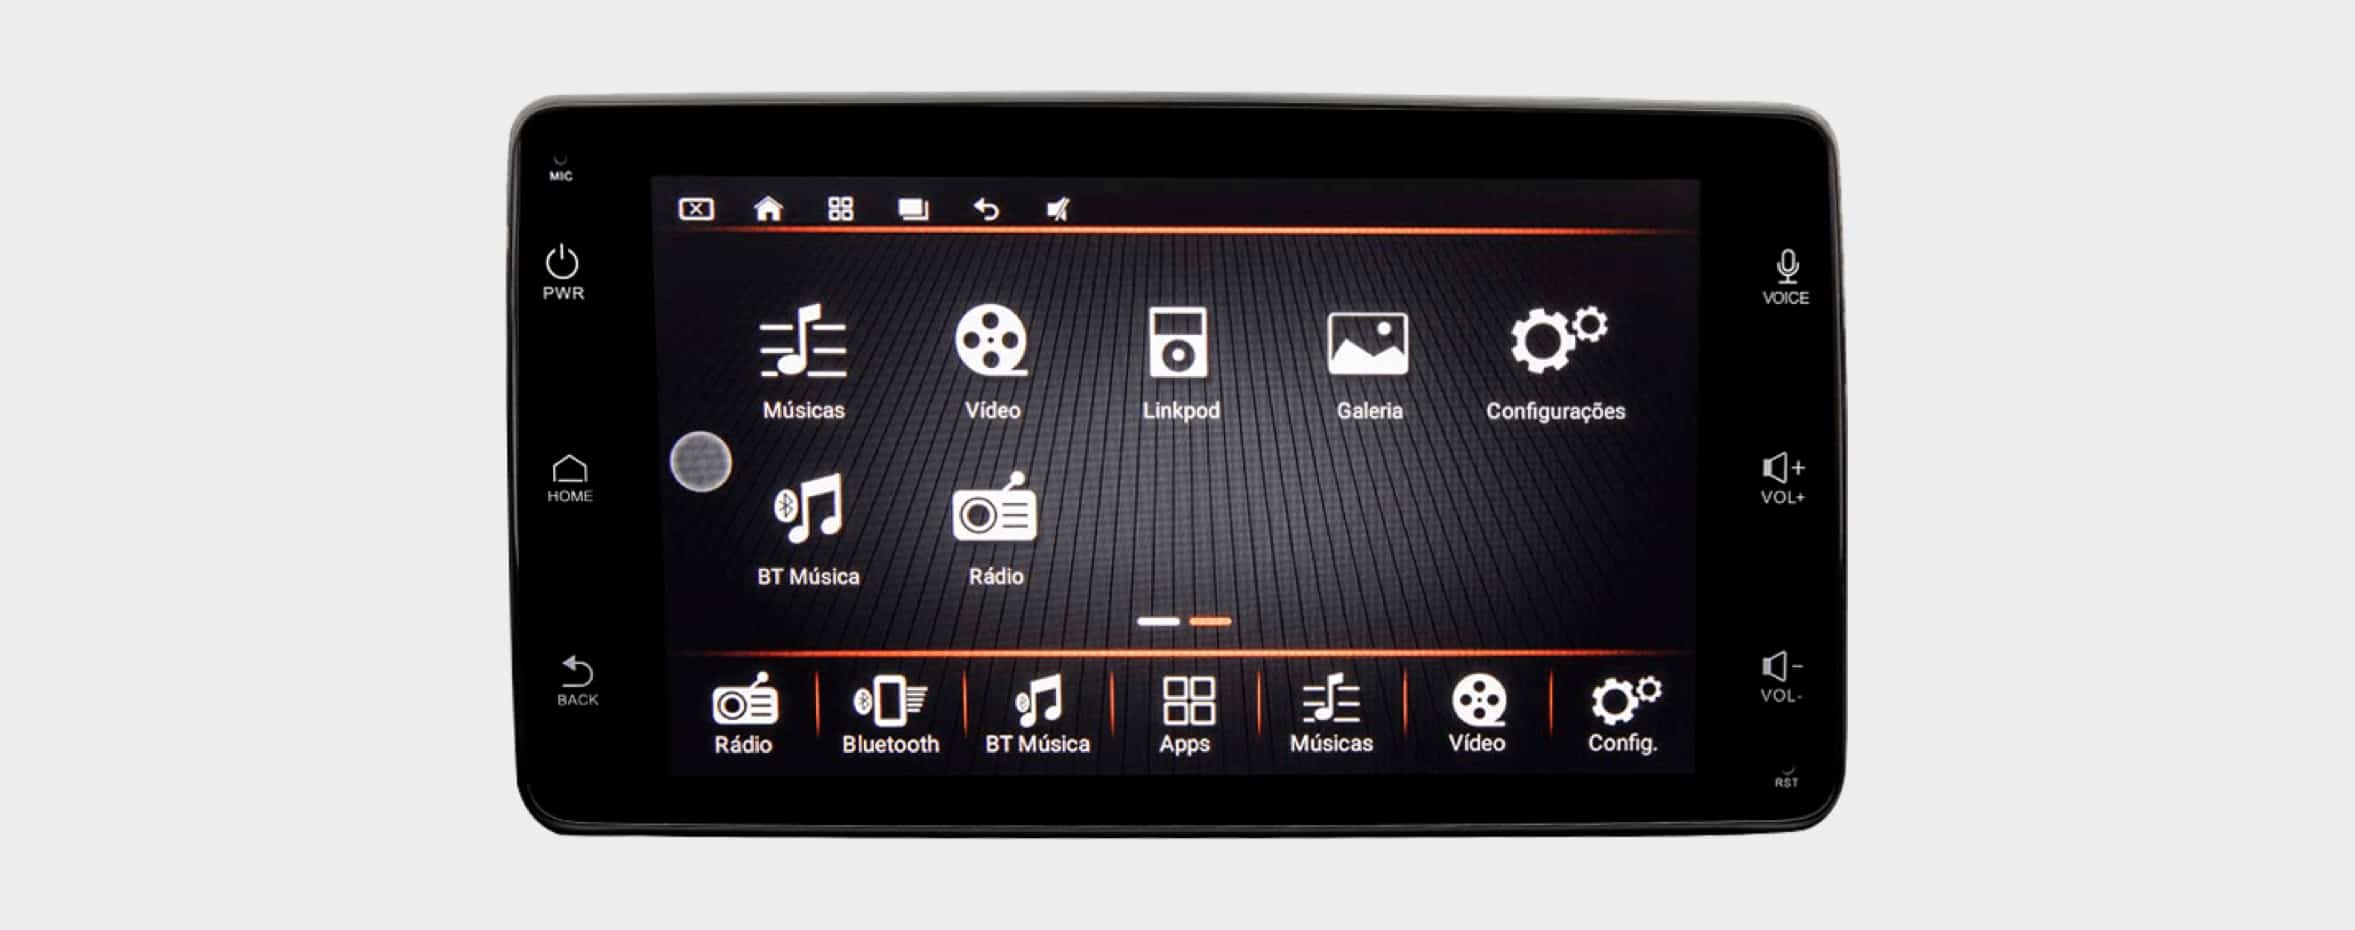 MIC
PWR
HOME
BACK
Músicas Vídeo Linkpod Galeria Configurações
BT Música Rádio
Rádio Bluetooth BT Música Apps Músicas Vídeo Config.
VOICE
VOL+
VOL-
RST